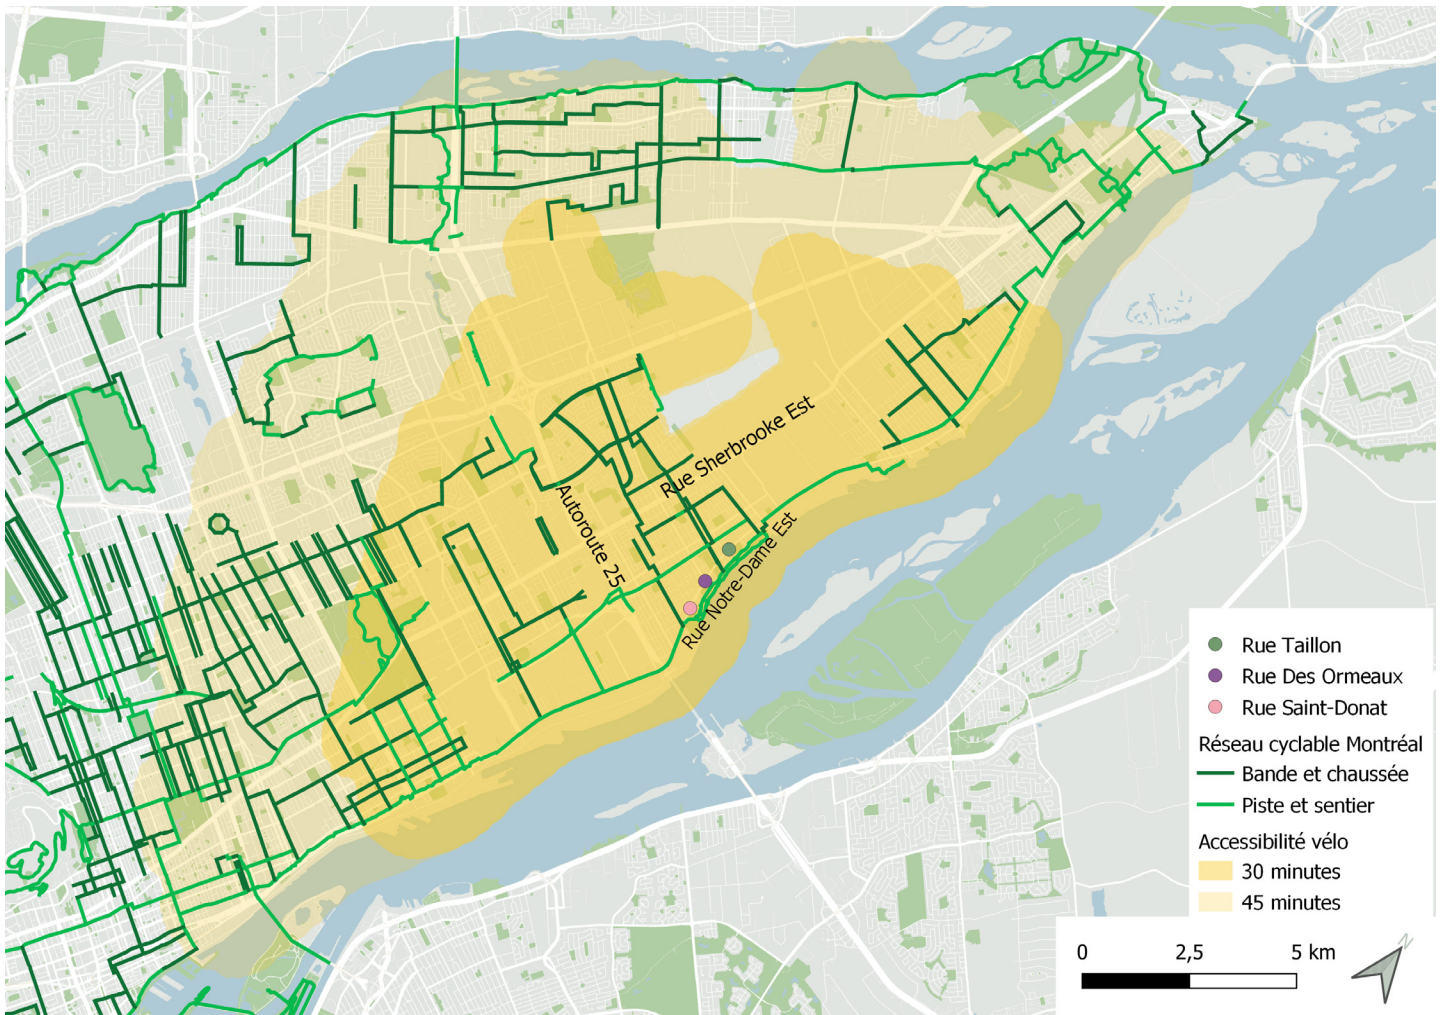 Rue Sherbrooke Est
Autoroute 25
Rue Notre-Dame Est
Rue Taillon
Rue Des Ormeaux
Rue Saint-Donat
Réseau cyclable Montréal
Bande et chaussée
Piste et sentier
Accessibilité vélo
30 minutes
45 minutes
0 2,5 5 km
N